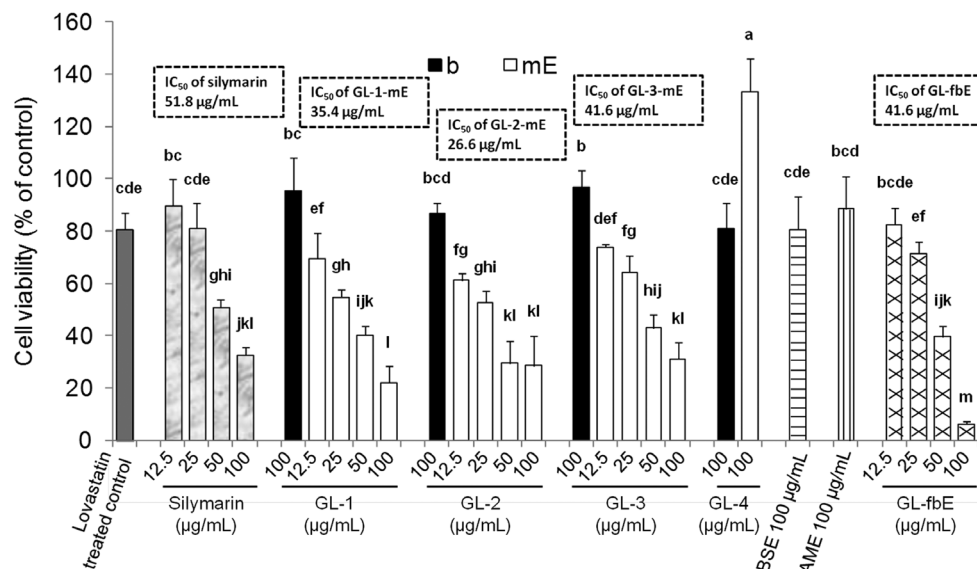 160
140
120
100
80
60
40
20
0
Cell viability (% of control)
b
mE
IC50 of silymarin
51.8 µg/mL
IC50 of GL-1-mE
35.4 µg/mL
IC50 of GL-2-mE
26.6 µg/mL
IC50 of GL-3-mE
41.6 µg/mL
IC50 of GL-fbE
41.6 µg/mL
cde
bc
cde
ghi
jkl
bc
ef
gh
ijk
l
bcd
fg
ghi
kl
kl
b
def
fg
hij
kl
cde
a
cde
bcd
bcde
ef
ijk
m
Lovastatin
treated control
12.5
25
50
100
Silymarin
(µg/mL)
100
12.5
25
50
100
GL-1
(µg/mL)
100
12.5
25
50
100
GL-2
(µg/mL)
100
12.5
25
50
100
GL-3
(µg/mL)
100
100
GL-4
(µg/mL)
BSE 100 µg/mL
AME 100 µg/mL
12.5
25
50
100
GL-fbE
(µg/mL)